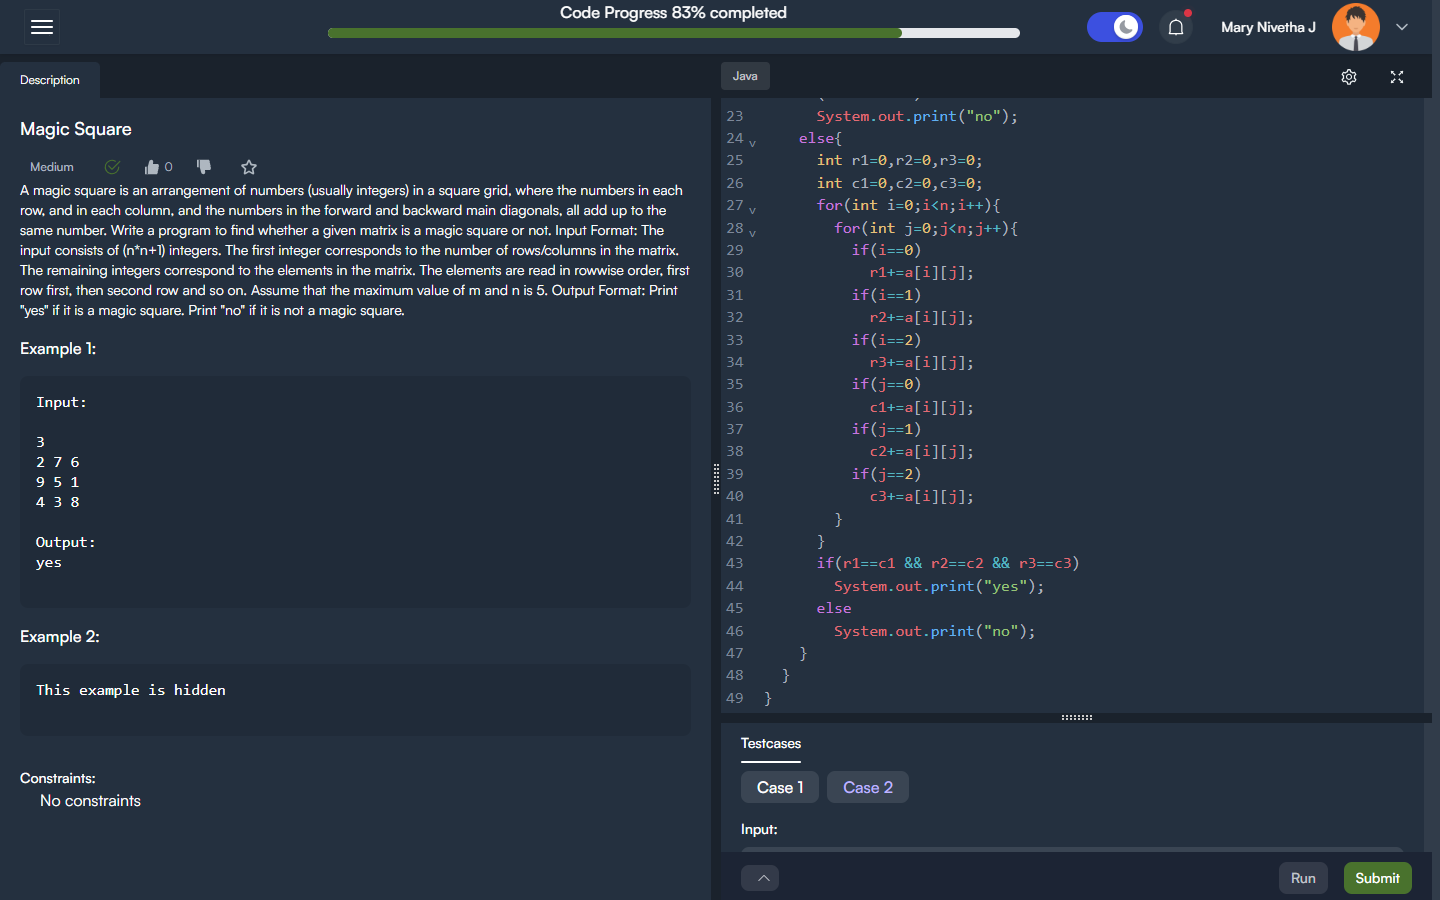 Code Progress 83% completed
Mary Nivetha J
Description
Magic Square
Medium
0
A magic square is an arrangement of numbers (usually integers) in a square grid, where the numbers in each
row, and in each column, and the numbers in the forward and backward main diagonals, all add up to the
same number. Write a program to find whether a given matrix is a magic square or not. Input Format: The
input consists of (n*n+1) integers. The first integer corresponds to the number of rows/columns in the matrix.
The remaining integers correspond to the elements in the matrix. The elements are read in rowwise order, first
row first, then second row and so on. Assume that the maximum value of m and n is 5. Output Format: Print
"yes" if it is a magic square. Print "no" if it is not a magic square.
Example 1:
Input:
3
2 7 6
9 5 1
4 3 8
Output:
yes
Example 2:
This example is hidden
Constraints:
No constraints
Java
23 System.out.print("no");
24 else{
25 int r1=0,r2=0,r3=0;
26 int c1=0,c2=0,c3=0;
27 for(int i=0;i<n;i++){
28 for(int j=0;j<n;j++){
29 if(i==0)
30 r1+=a[i][j];
31 if(i==1)
32 r2+=a[i][j];
33 if(i==2)
34 r3+=a[i][j];
35 if(j==0)
36 c1+=a[i][j];
37 if(j==1)
38 c2+=a[i][j];
39 if(j==2)
40 c3+=a[i][j];
41 }
42 }
43 if(r1==c1 && r2==c2 && r3==c3)
44 System.out.print("yes");
45 else
46 System.out.print("no");
47 }
48 }
49 }
Testcases
Case 1 Case 2
Input:
Run Submit